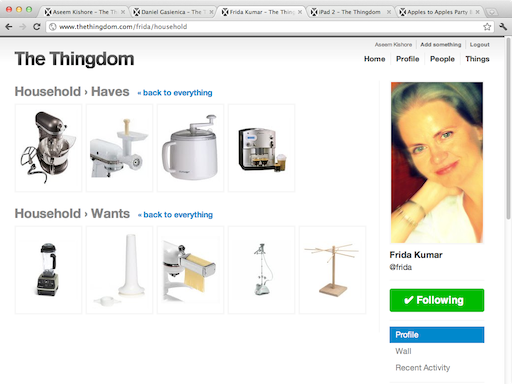 Aseem Kishore - The Th
Daniel Gasienica - The T
Frida Kumar - The Thin
iPad 2 - The Thingdom
Apples to Apples Party
www.thethingdom.com/frida/household
Aseem Kishore
Add something
Logout
The Thingdom
Home
Profile
People
Things
Household › Haves « back to everything
Household › Wants « back to everything
Frida Kumar
@frida
✔ Following
Profile
Wall
Recent Activity